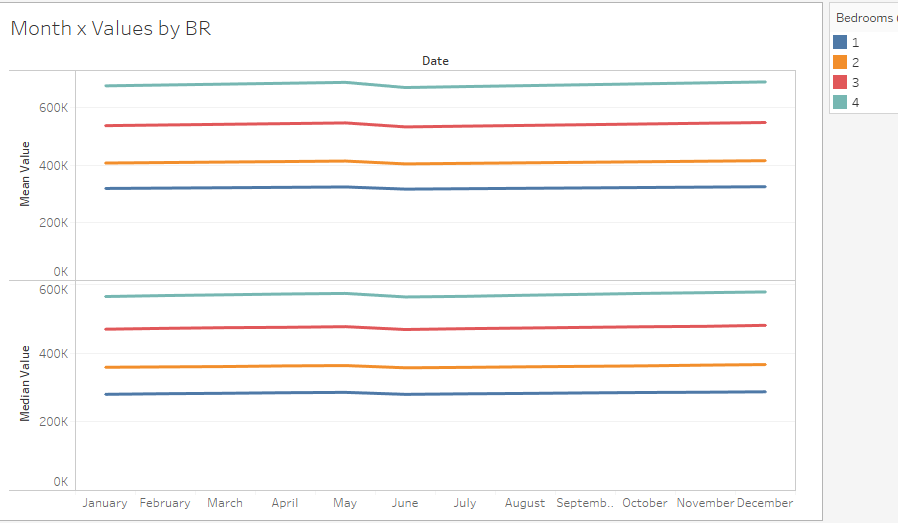 Month x Values by BR
Bedrooms
1
2
3
4
Date
Mean Value
600K
400K
200K
0K
Median Value
600K
400K
200K
0K
January February March April May June July August Septemb.. October November December